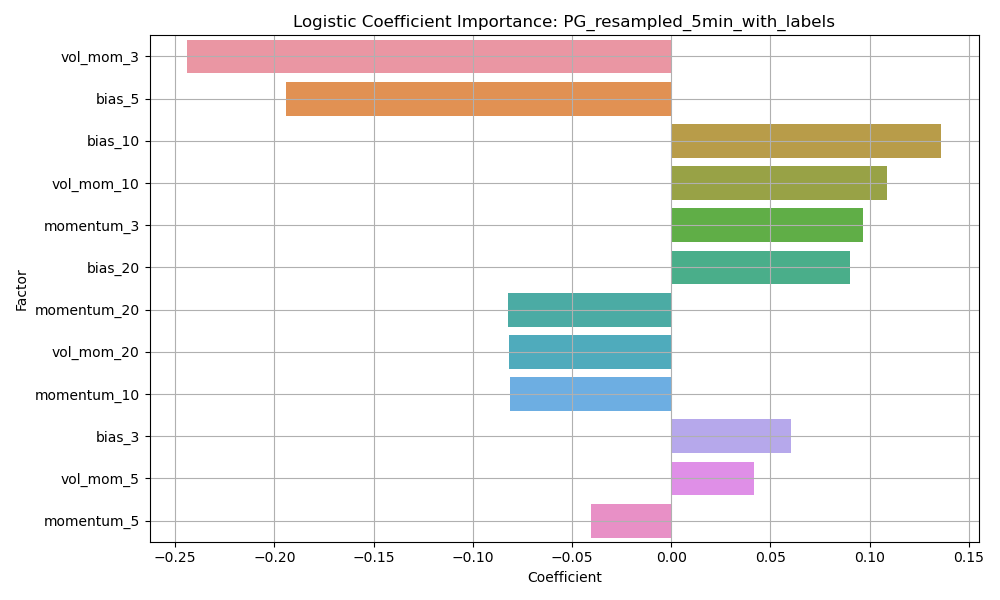 Logistic Coefficient Importance: PG_resampled_5min_with_labels
Factor
vol_mom_3
bias_5
bias_10
vol_mom_10
momentum_3
bias_20
momentum_20
vol_mom_20
momentum_10
bias_3
vol_mom_5
momentum_5
−0.25 −0.20 −0.15 −0.10 −0.05 0.00 0.05 0.10 0.15
Coefficient